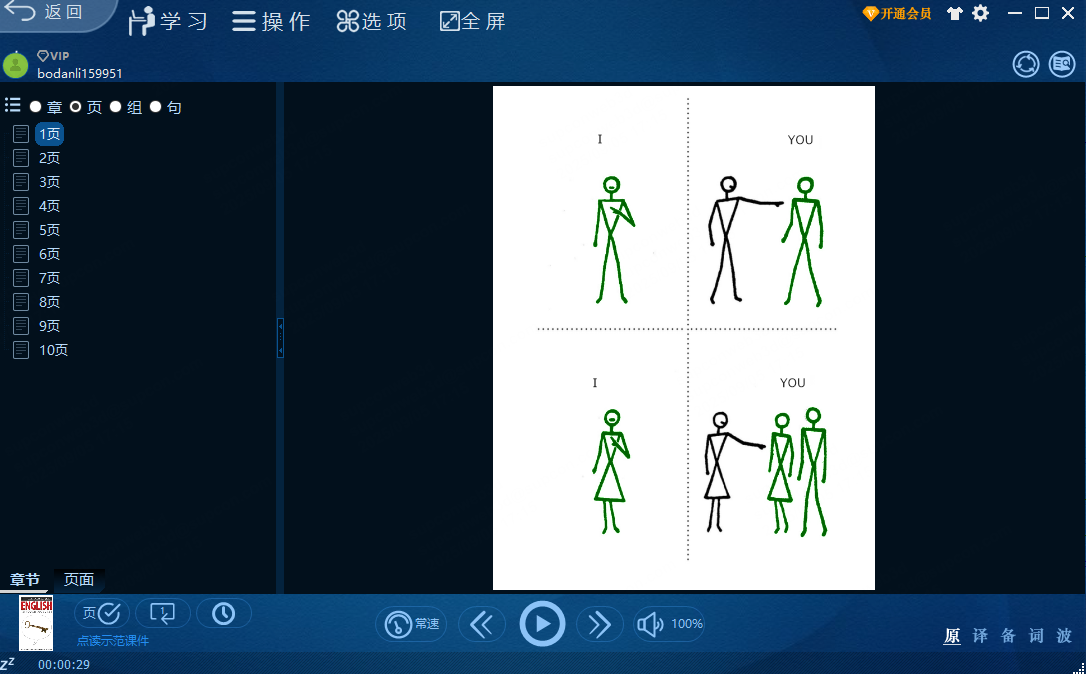 返回
学习
操作
选项
全屏
开通会员
VIP
bodanli159951
章 页 组 句
1页
2页
3页
4页
5页
6页
7页
8页
9页
10页
I
YOU
I
YOU
章节 页面
ENGLISH
页
1
点读示范课件
常速
100%
原 译 备 词 波
zZ
00:00:29